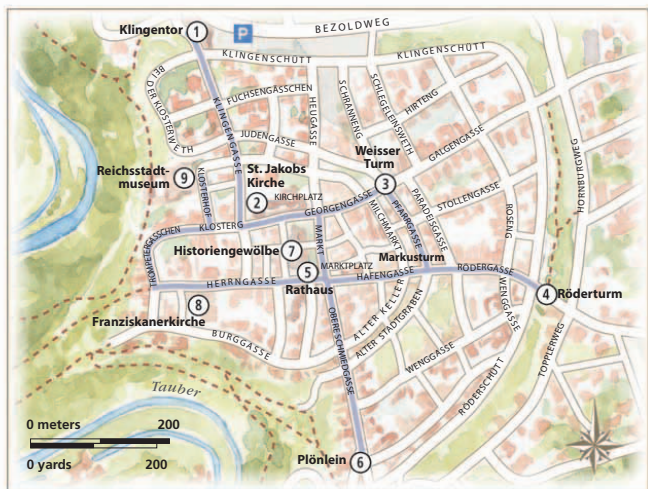 Klingentor
1
P
BEZOLDWEG
KLINGENSCHÜTT
KLINGENSCHÜTT
BEI DER KLOSTERWETH
FUCHSENGÄSSCHEN
KLINGENGASSE
HEUGASSE
SCHRANNENG
SCHLEGELEINSWETH
HIRTENG
JUDENGASSE
GALGENGASSE
Weisser
Turm
3
Reichsstadt-
museum
9
KLOSTERHOF
St. Jakobs
Kirche
2
KIRCHPLATZ
GEORGENGASSE
STOLLENGASSE
HORNBURGWEG
PARADEISGASSE
PFARRGASSE
MILCHMARKT
ROSENG
KLOSTERG
TROMPETERGÄSSCHEN
MARKT
Historiengewölbe
7
MARKTPLATZ
Markusturm
HERRNGASSE
5
Rathaus
HAFENGASSE
RÖDERGASSE
4
Röderturm
8
Franziskanerkirche
BURGGASSE
OBERE SCHMIEDGASSE
ALTER KELLER
ALTER STADTGRABEN
WENGGASSE
WENGGASSE
RÖDERSCHÜTT
TOPPLERWEG
Tauber
0 meters 200
0 yards 200
Plönlein
6